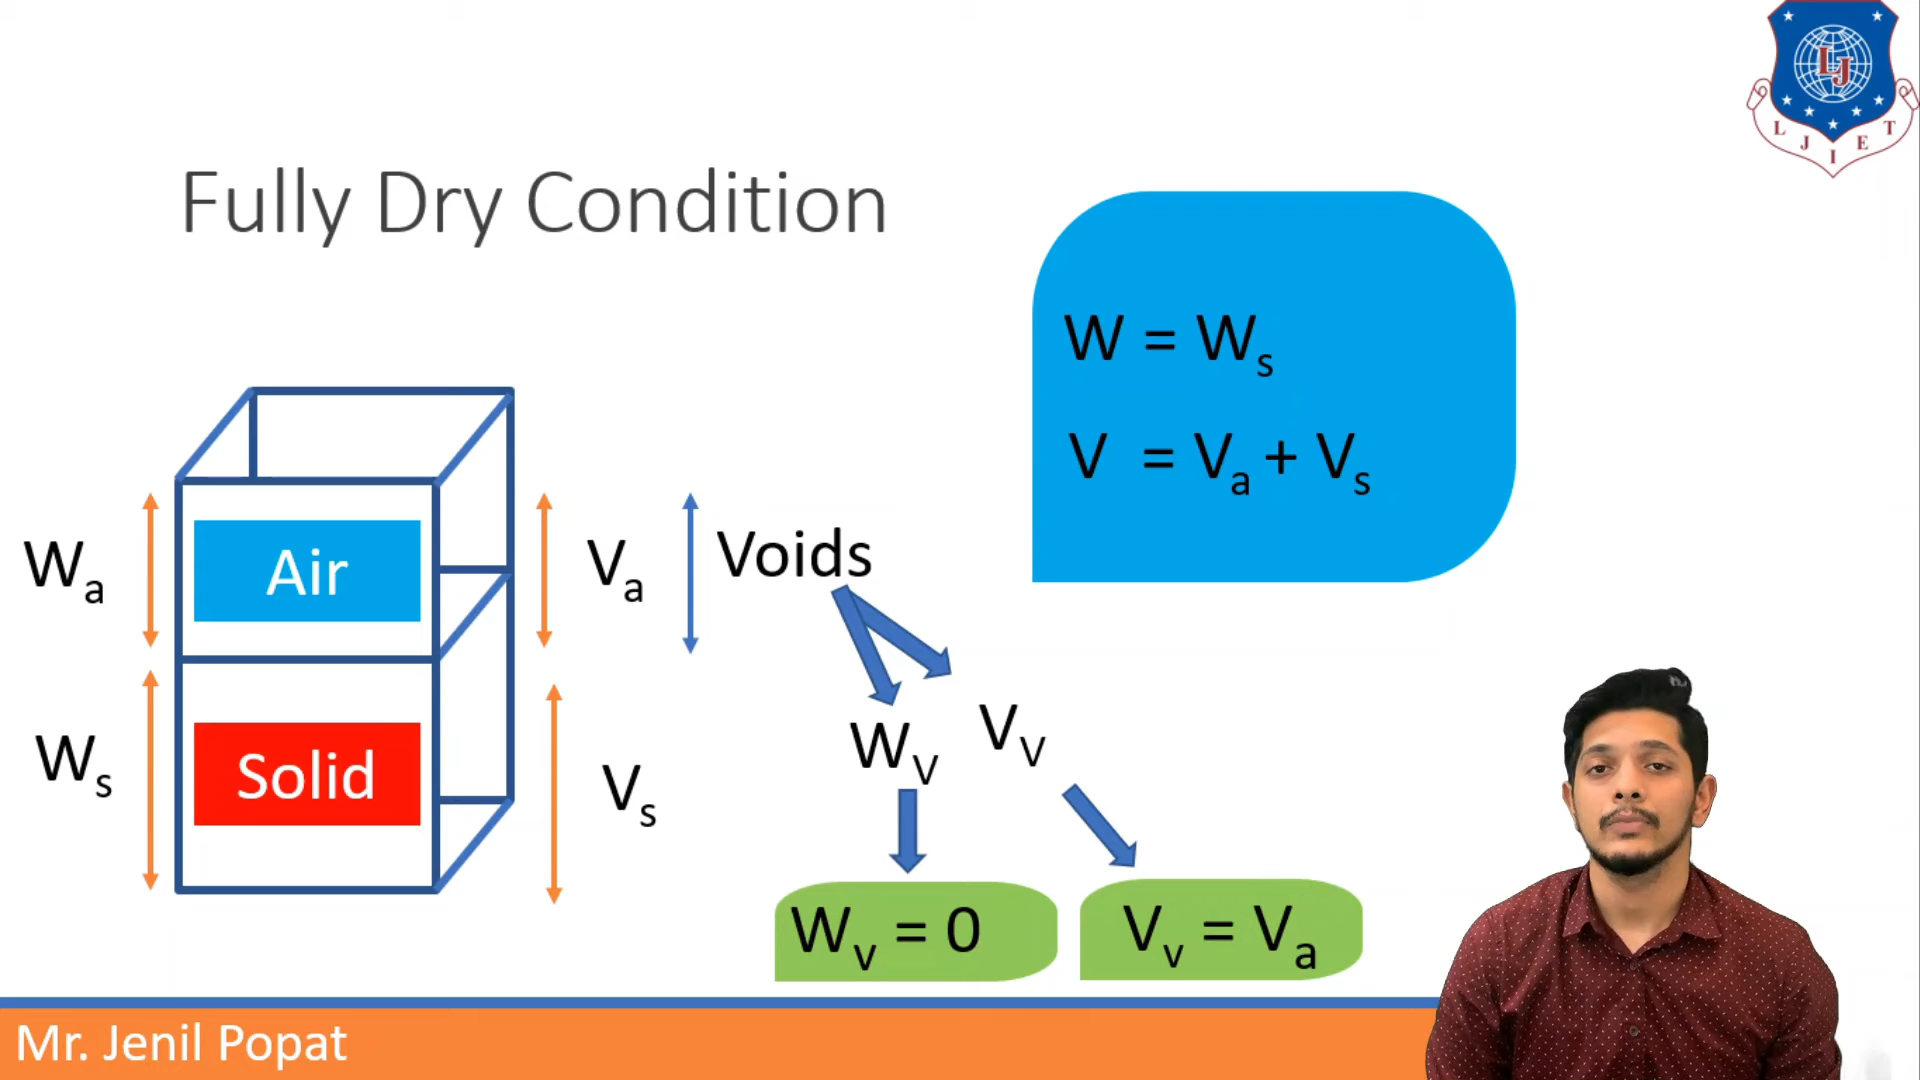 LJ
L J I E T
Fully Dry Condition
W = Ws
V = Va + Vs
Wa
Air
Va
Voids
Ws
Solid
Vs
WV
VV
Wv = 0
Vv = Va
Mr. Jenil Popat